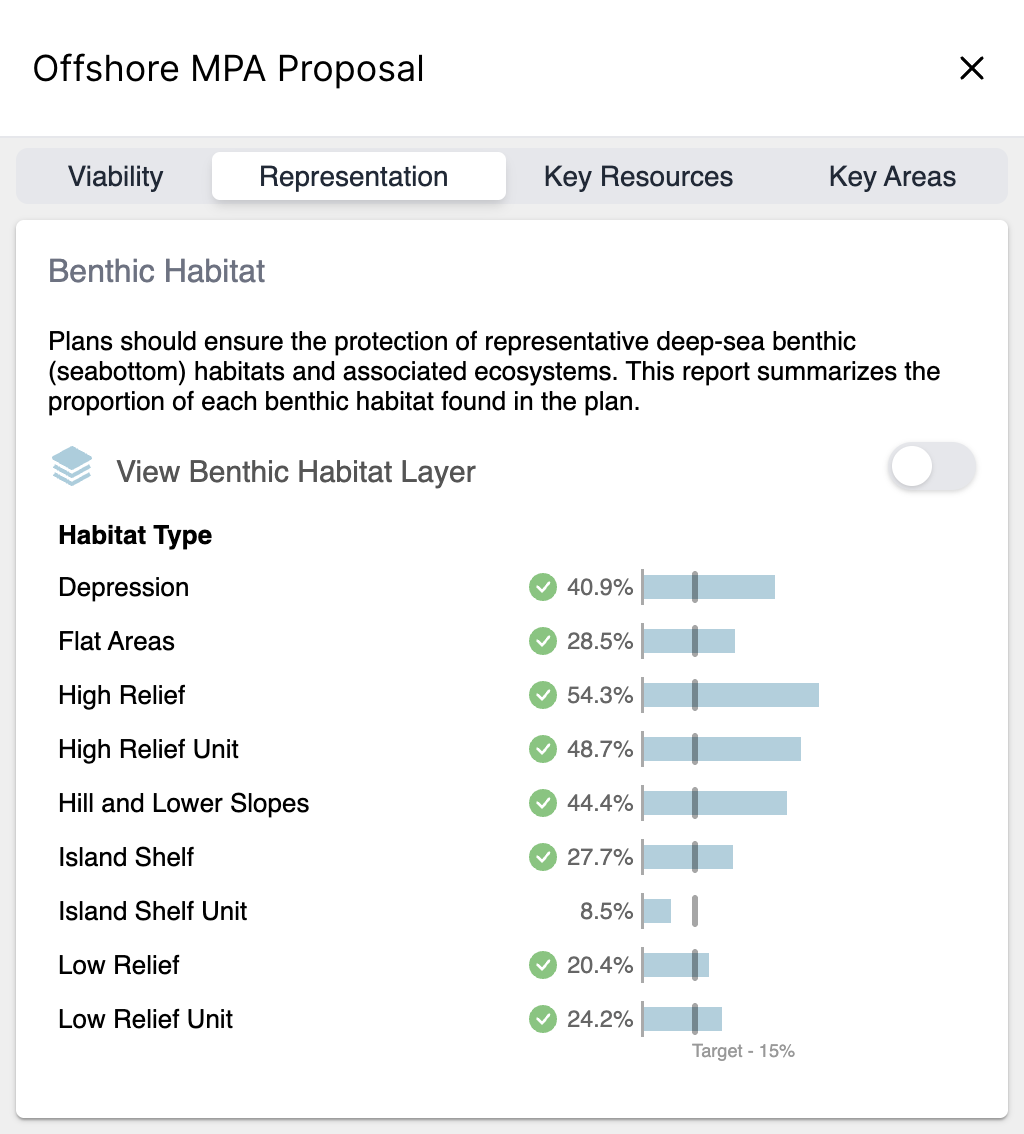 Offshore MPA Proposal
Viability Representation Key Resources Key Areas
Benthic Habitat
Plans should ensure the protection of representative deep-sea benthic
(seabottom) habitats and associated ecosystems. This report summarizes the
proportion of each benthic habitat found in the plan.
View Benthic Habitat Layer
Habitat Type
Depression 40.9%
Flat Areas 28.5%
High Relief 54.3%
High Relief Unit 48.7%
Hill and Lower Slopes 44.4%
Island Shelf 27.7%
Island Shelf Unit 8.5%
Low Relief 20.4%
Low Relief Unit 24.2%
Target - 15%